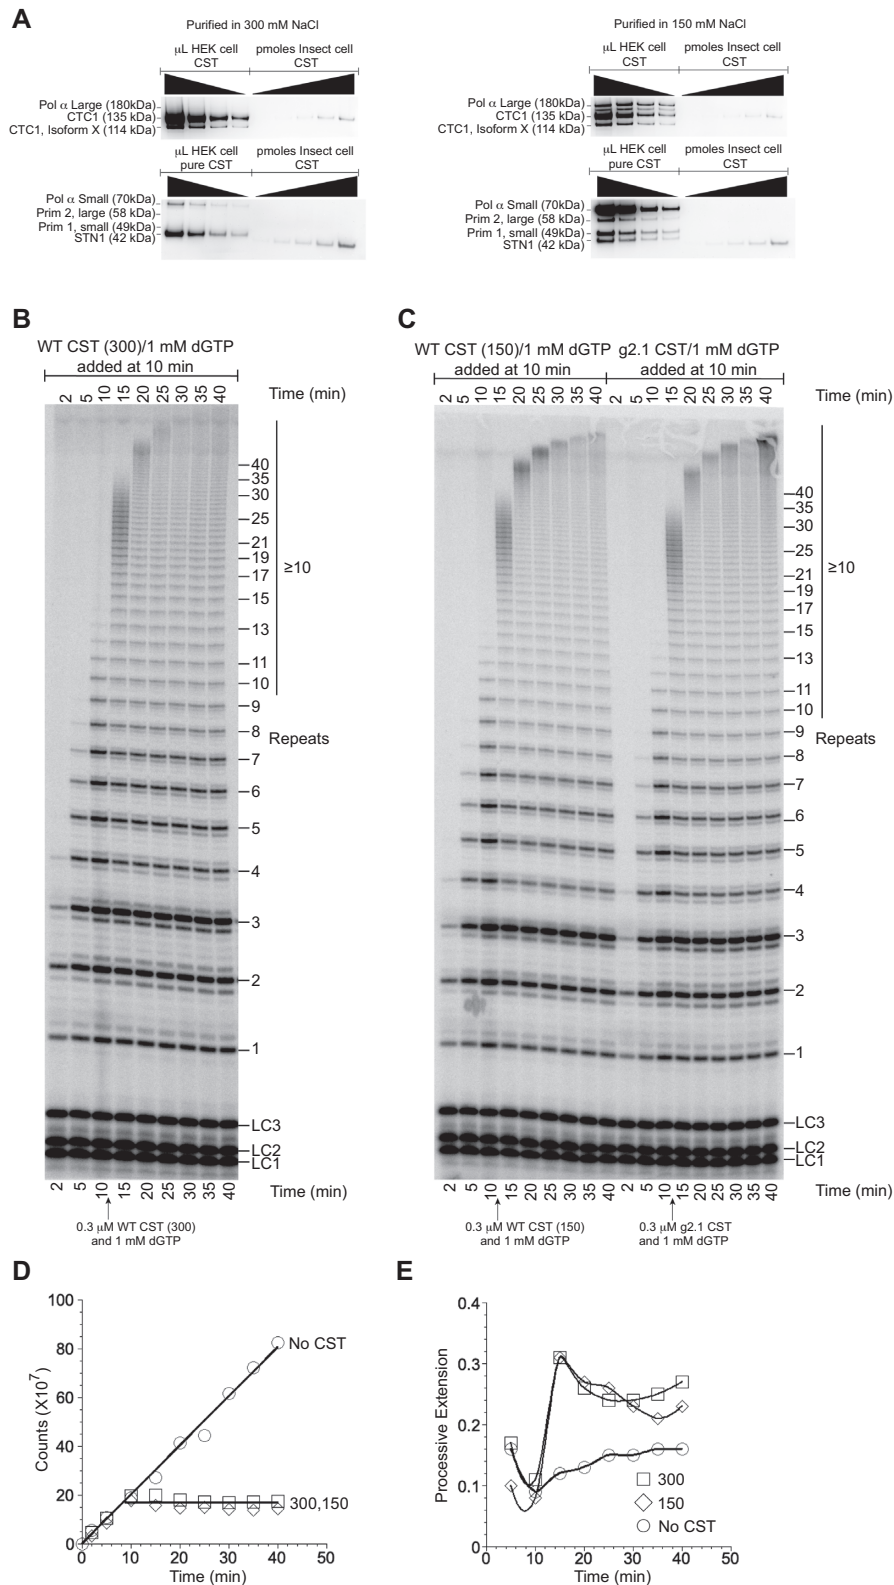 A
Purified in 300 mM NaCl
μL HEK cell
CST
pmoles Insect cell
CST
Pol α Large (180kDa)
CTC1 (135 kDa)
CTC1, Isoform X (114 kDa)
μL HEK cell
pure CST
pmoles Insect cell
CST
Pol α Small (70kDa)
Prim 2, large (58 kDa)
Prim 1, small (49kDa)
STN1 (42 kDa)
Purified in 150 mM NaCl
μL HEK cell
CST
pmoles Insect cell
CST
Pol α Large (180kDa)
CTC1 (135 kDa)
CTC1, Isoform X (114 kDa)
μL HEK cell
pure CST
pmoles Insect cell
CST
Pol α Small (70kDa)
Prim 2, large (58 kDa)
Prim 1, small (49kDa)
STN1 (42 kDa)
B
WT CST (300)/1 mM dGTP
added at 10 min
2 5 10 15 20 25 30 35 40 Time (min)
40
35
30
25
21
19
17
15
13
11
10
≥10
9
8
Repeats
7
6
5
4
3
2
1
LC3
LC2
LC1
2 5 10 15 20 25 30 35 40 Time (min)
0.3 μM WT CST (300)
and 1 mM dGTP
C
WT CST (150)/1 mM dGTP
added at 10 min
g2.1 CST/1 mM dGTP
added at 10 min
2 5 10 15 20 25 30 35 40 2 5 10 15 20 25 30 35 40 Time (min)
40
35
30
25
21
19
17
15
13
11
10
≥10
9
8
Repeats
7
6
5
4
3
2
1
LC3
LC2
LC1
2 5 10 15 20 25 30 35 40 2 5 10 15 20 25 30 35 40 Time (min)
0.3 μM WT CST (150)
and 1 mM dGTP
0.3 μM g2.1 CST
and 1 mM dGTP
D
Counts (X10⁷)
100
80
60
40
20
0
No CST
300,150
0 10 20 30 40 50
Time (min)
E
Processive Extension
0.4
0.3
0.2
0.1
0
300
150
No CST
0 10 20 30 40 50
Time (min)